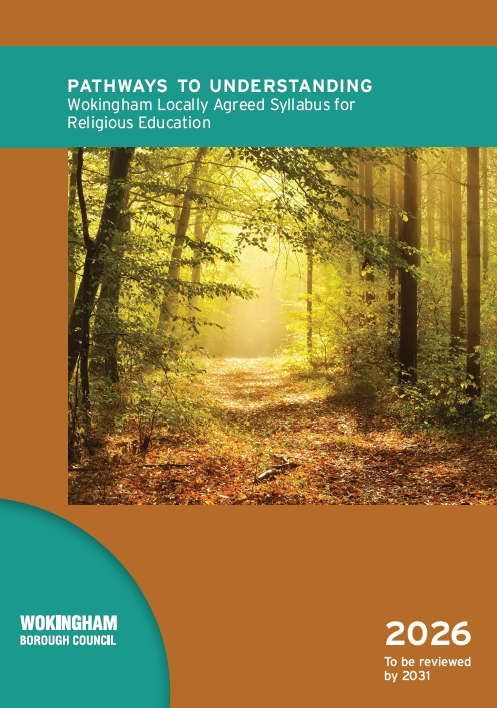 PATHWAYS TO UNDERSTANDING
Wokingham Locally Agreed Syllabus for
Religious Education
WOKINGHAM
BOROUGH COUNCIL
2026
To be reviewed
by 2031